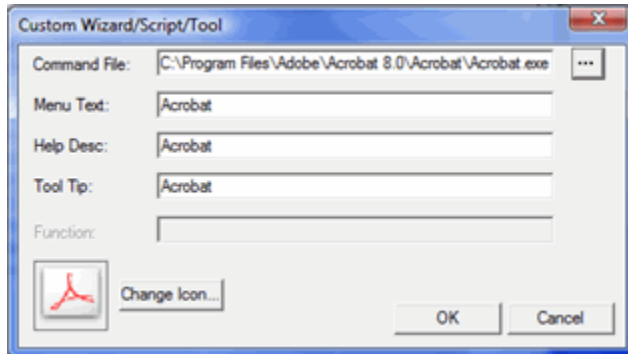 Custom Wizard/Script/Tool
Command File: C:\Program Files\Adobe\Acrobat 8.0\Acrobat\Acrobat.exe ...
Menu Text: Acrobat
Help Desc: Acrobat
Tool Tip: Acrobat
Function:
Change Icon...
OK Cancel